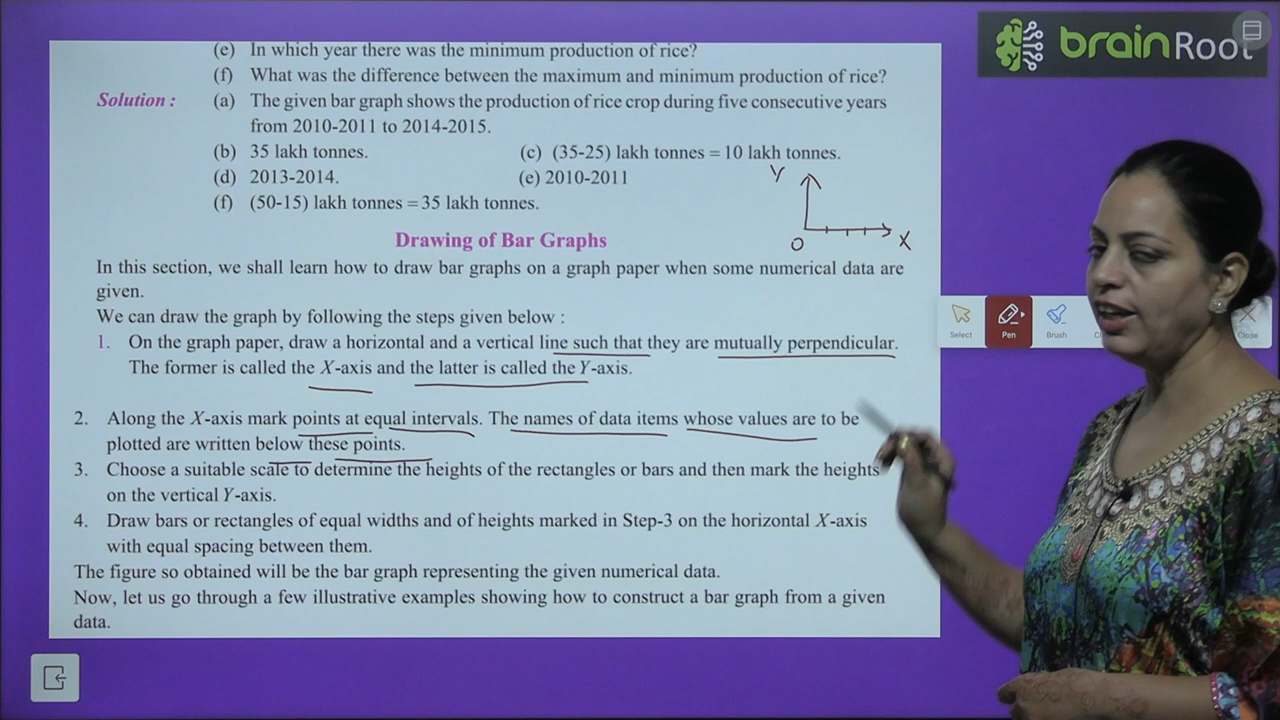 brainRoot
(e) In which year there was the minimum production of rice?
(f) What was the difference between the maximum and minimum production of rice?
Solution : (a) The given bar graph shows the production of rice crop during five consecutive years
from 2010-2011 to 2014-2015.
(b) 35 lakh tonnes. (c) (35-25) lakh tonnes = 10 lakh tonnes.
(d) 2013-2014. (e) 2010-2011
(f) (50-15) lakh tonnes = 35 lakh tonnes.
Y
O X
Drawing of Bar Graphs
In this section, we shall learn how to draw bar graphs on a graph paper when some numerical data are
given.
We can draw the graph by following the steps given below :
1. On the graph paper, draw a horizontal and a vertical line such that they are mutually perpendicular.
The former is called the X-axis and the latter is called the Y-axis.
2. Along the X-axis mark points at equal intervals. The names of data items whose values are to be
plotted are written below these points.
3. Choose a suitable scale to determine the heights of the rectangles or bars and then mark the heights
on the vertical Y-axis.
4. Draw bars or rectangles of equal widths and of heights marked in Step-3 on the horizontal X-axis
with equal spacing between them.
The figure so obtained will be the bar graph representing the given numerical data.
Now, let us go through a few illustrative examples showing how to construct a bar graph from a given
data.
Select Pen Brush Close